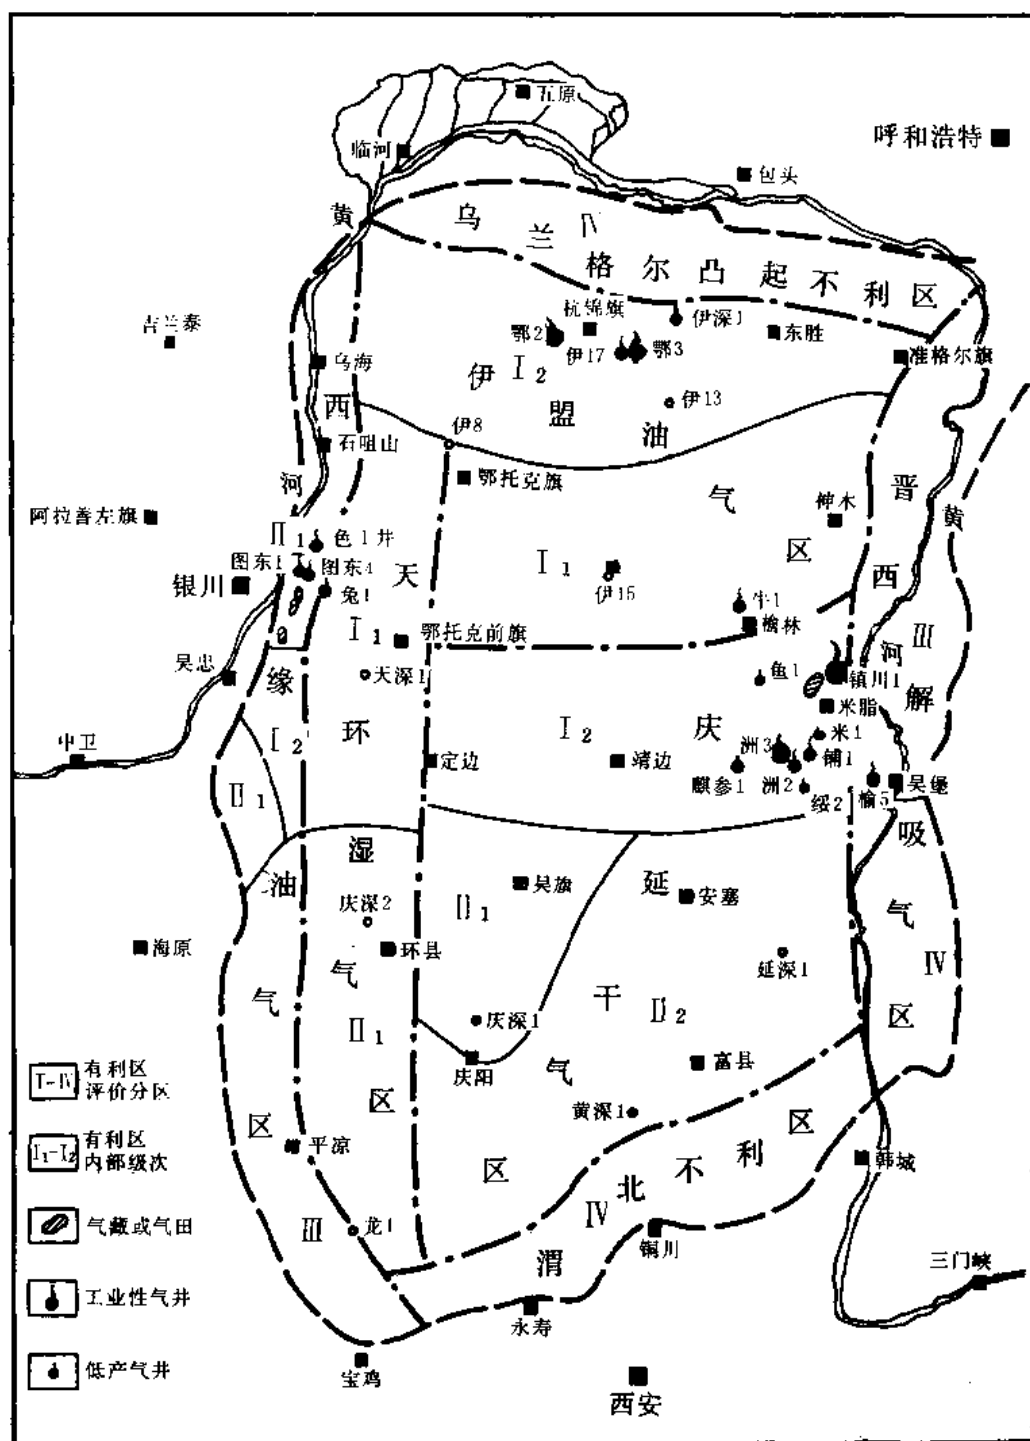 五原
呼和浩特
临河
包头
黄
乌兰
Ⅳ
格尔凸起不利区
吉兰泰
杭锦旗
伊深1
鄂2
东胜
伊17
鄂3
准格尔旗
乌海
伊
Ⅰ2
西
盟
伊13
油
伊8
石咀山
鄂托克旗
气
晋
河
神木
黄
阿拉善左旗
Ⅱ1
色1井
区
图东1
图东4
天
Ⅰ1
西
银川
兔1
伊15
牛1
Ⅲ
Ⅰ1
鄂托克前旗
榆林
吴忠
缘
天深1
鱼1
镇川1
河
解
米脂
中卫
Ⅰ2
环
Ⅰ2
庆
米1
定边
靖边
洲3
铺1
Ⅱ1
麒参1
洲2
绥2
榆5
吴堡
湿
吸
油
吴旗
延
安塞
庆深2
Ⅱ1
气
海原
环县
气
延深1
Ⅳ
气
干
Ⅱ2
区
Ⅱ1
庆深1
庆阳
气
富县
区
黄深1
区
区
平凉
区
北不利
韩城
Ⅲ
龙1
Ⅳ
铜川
渭
三门峡
永寿
宝鸡
西安
Ⅰ-Ⅳ
有利区
评价分区
Ⅰ1-Ⅰ2
有利区
内部级次
气藏或气田
工业性气井
低产气井